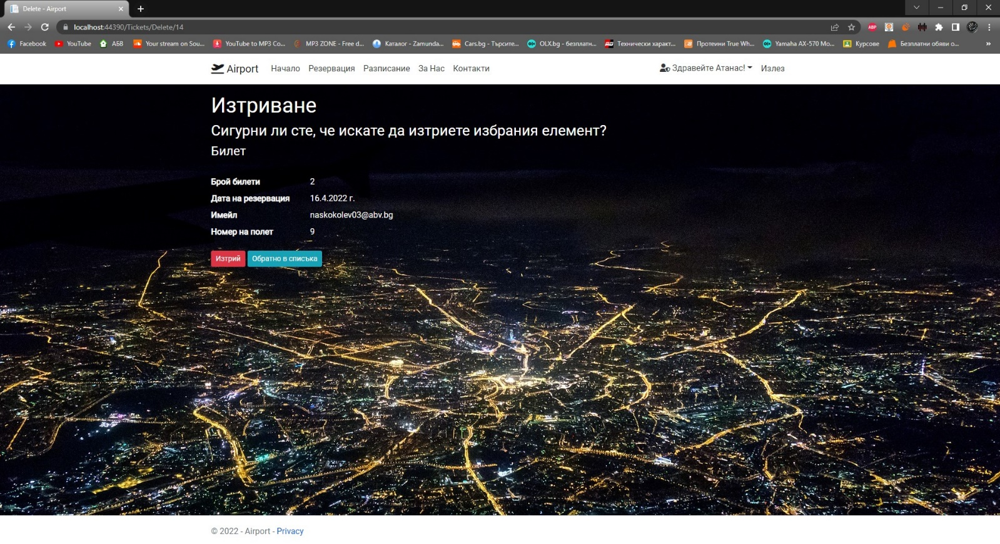 Delete - Airport
localhost:44390/Tickets/Delete/14
ABP
Facebook YouTube АБВ Your stream on Sou... YouTube to MP3 Co... MP3 ZONE - Free d... Каталог - Zamunda... Cars.bg - Търсите... OLX.bg - безплатн... Технически характ... Протеини True Wh... Yamaha AX-570 Mo... Курсове Безплатни обяви о... »
Airport Начало Резервация Разписание За Нас Контакти Здравейте Атанас! Излез
Изтриване
Сигурни ли сте, че искате да изтриете избрания елемент?
Билет
Брой билети 2
Дата на резервация 16.4.2022 г.
Имейл naskokolev03@abv.bg
Номер на полет 9
Изтрий Обратно в списъка
© 2022 - Airport - Privacy